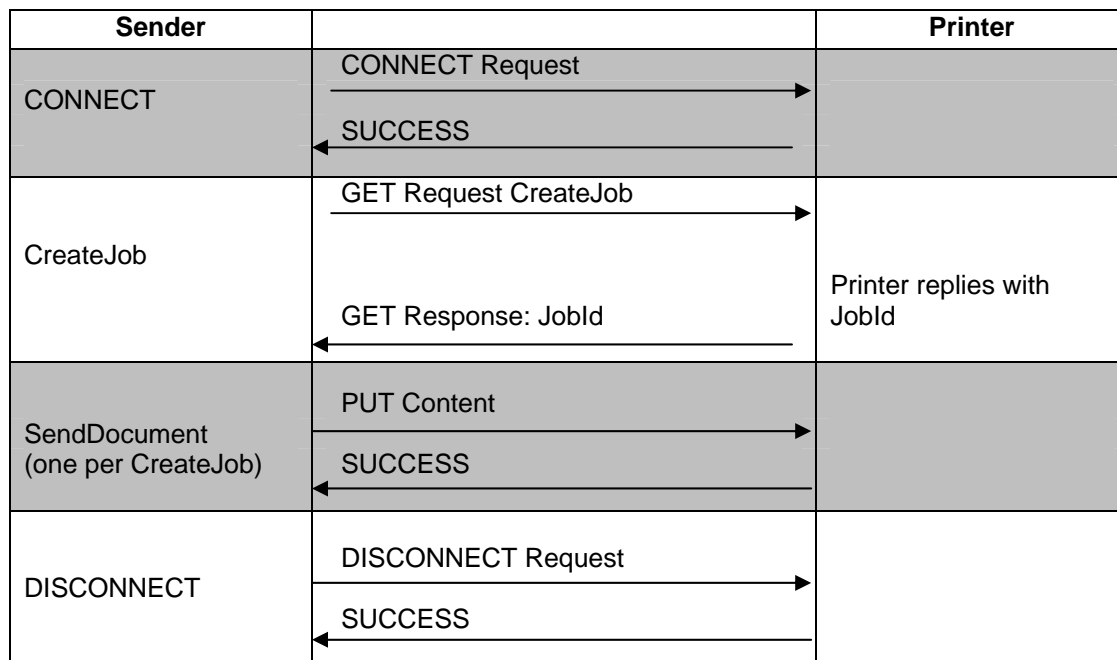 Sender
Printer
CONNECT Request
CONNECT
SUCCESS
GET Request CreateJob
CreateJob
Printer replies with
JobId
GET Response: JobId
PUT Content
SendDocument
(one per CreateJob)
SUCCESS
DISCONNECT Request
DISCONNECT
SUCCESS